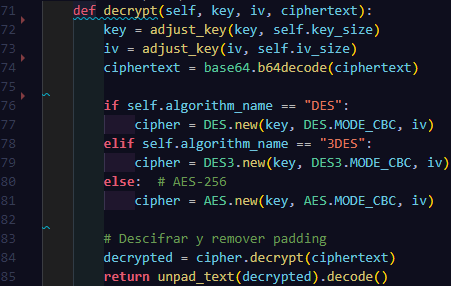 71 def decrypt(self, key, iv, ciphertext):
72 key = adjust_key(key, self.key_size)
73 iv = adjust_key(iv, self.iv_size)
74 ciphertext = base64.b64decode(ciphertext)
75
76 if self.algorithm_name == "DES":
77 cipher = DES.new(key, DES.MODE_CBC, iv)
78 elif self.algorithm_name == "3DES":
79 cipher = DES3.new(key, DES3.MODE_CBC, iv)
80 else:  # AES-256
81 cipher = AES.new(key, AES.MODE_CBC, iv)
82
83 # Descifrar y remover padding
84 decrypted = cipher.decrypt(ciphertext)
85 return unpad_text(decrypted).decode()